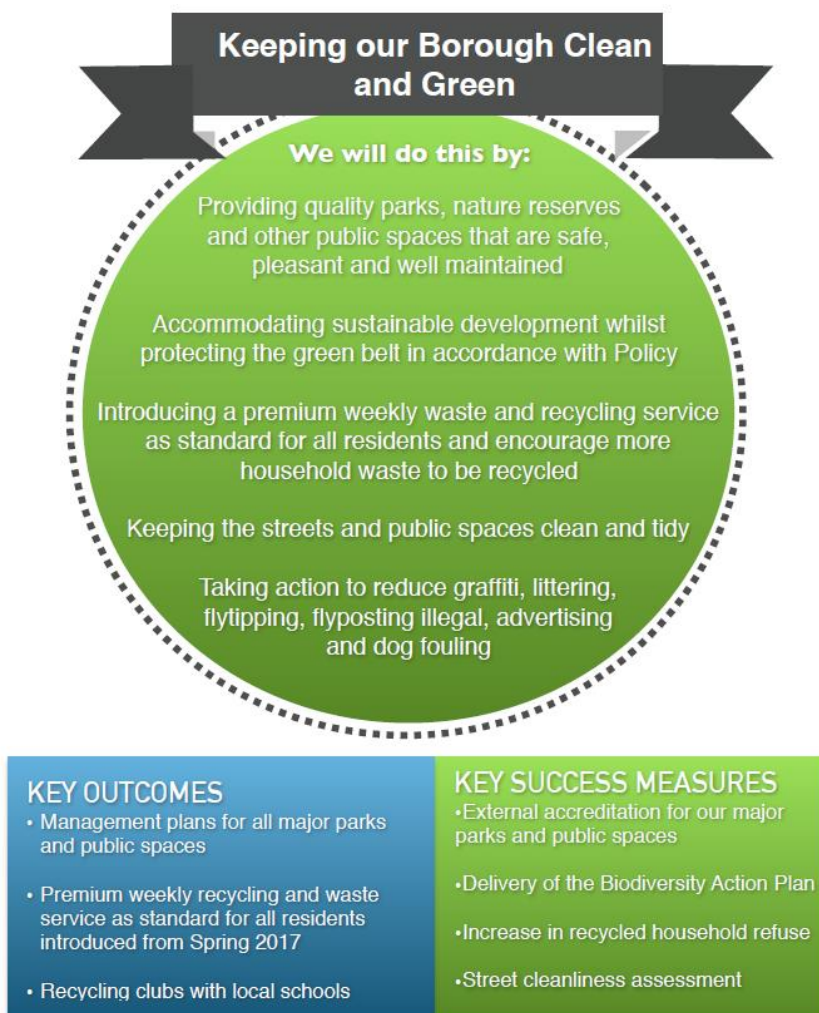 Keeping our Borough Clean
and Green
We will do this by:
Providing quality parks, nature reserves
and other public spaces that are safe,
pleasant and well maintained
Accommodating sustainable development whilst
protecting the green belt in accordance with Policy
Introducing a premium weekly waste and recycling service
as standard for all residents and encourage more
household waste to be recycled
Keeping the streets and public spaces clean and tidy
Taking action to reduce graffiti, littering,
flytipping, flyposting illegal, advertising
and dog fouling
KEY OUTCOMES
• Management plans for all major parks
and public spaces
• Premium weekly recycling and waste
service as standard for all residents
introduced from Spring 2017
• Recycling clubs with local schools
KEY SUCCESS MEASURES
•External accreditation for our major
parks and public spaces
•Delivery of the Biodiversity Action Plan
•Increase in recycled household refuse
•Street cleanliness assessment